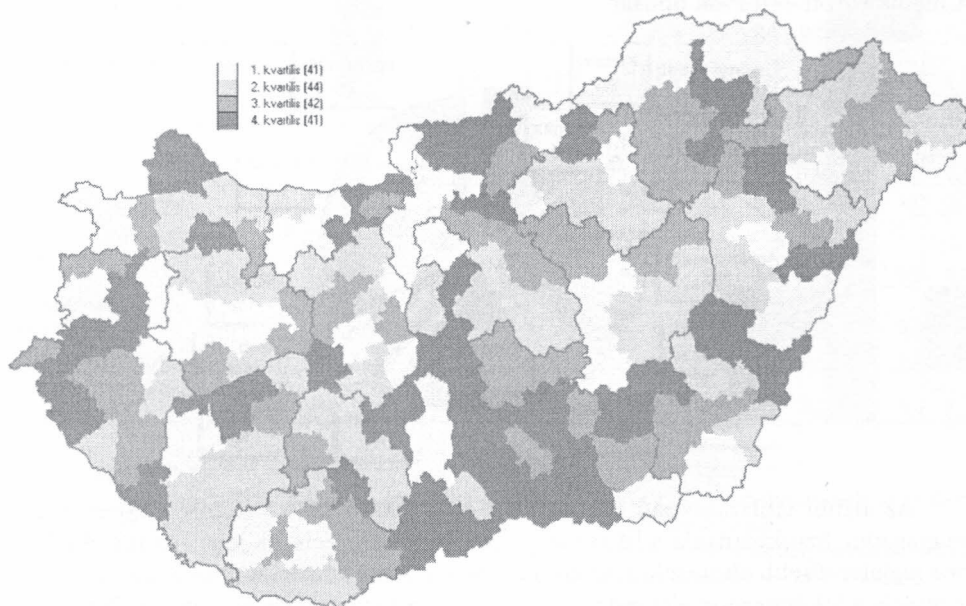 1. kvartilis (41)
2. kvartilis (44)
3. kvartilis (42)
4. kvartilis (41)